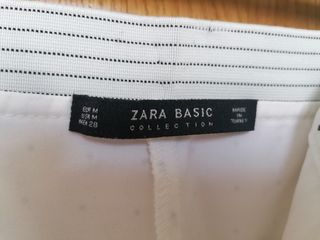 EUR M
USA M
MEX 28
ZARA BASIC
COLLECTION
MADE
IN
TURKEY